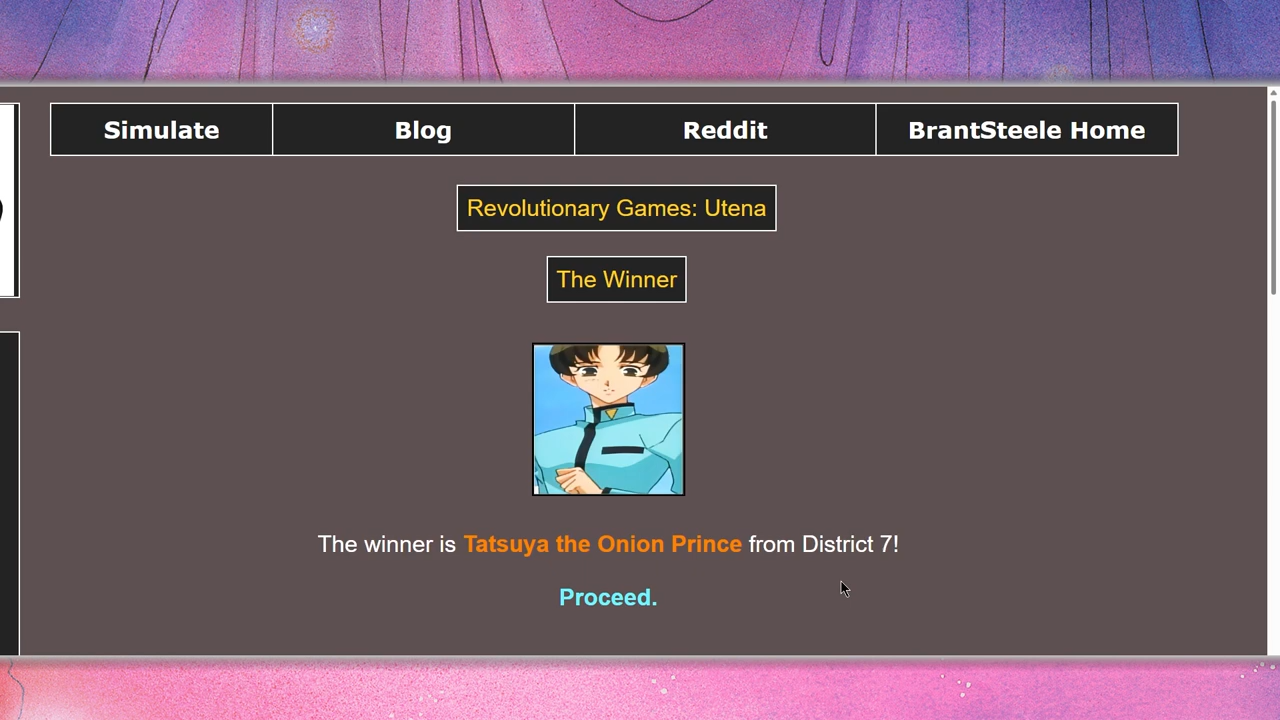 Simulate Blog Reddit BrantSteele Home
Revolutionary Games: Utena
The Winner
The winner is Tatsuya the Onion Prince from District 7!
Proceed.